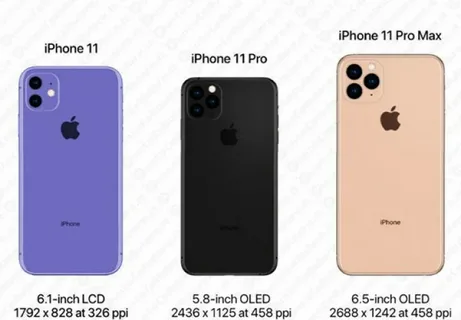 iPhone 11
iPhone 11 Pro
iPhone 11 Pro Max
iPhone
iPhone
iPhone
6.1-inch LCD
1792 x 828 at 326 ppi
5.8-inch OLED
2436 x 1125 at 458 ppi
6.5-inch OLED
2688 x 1242 at 458 ppi